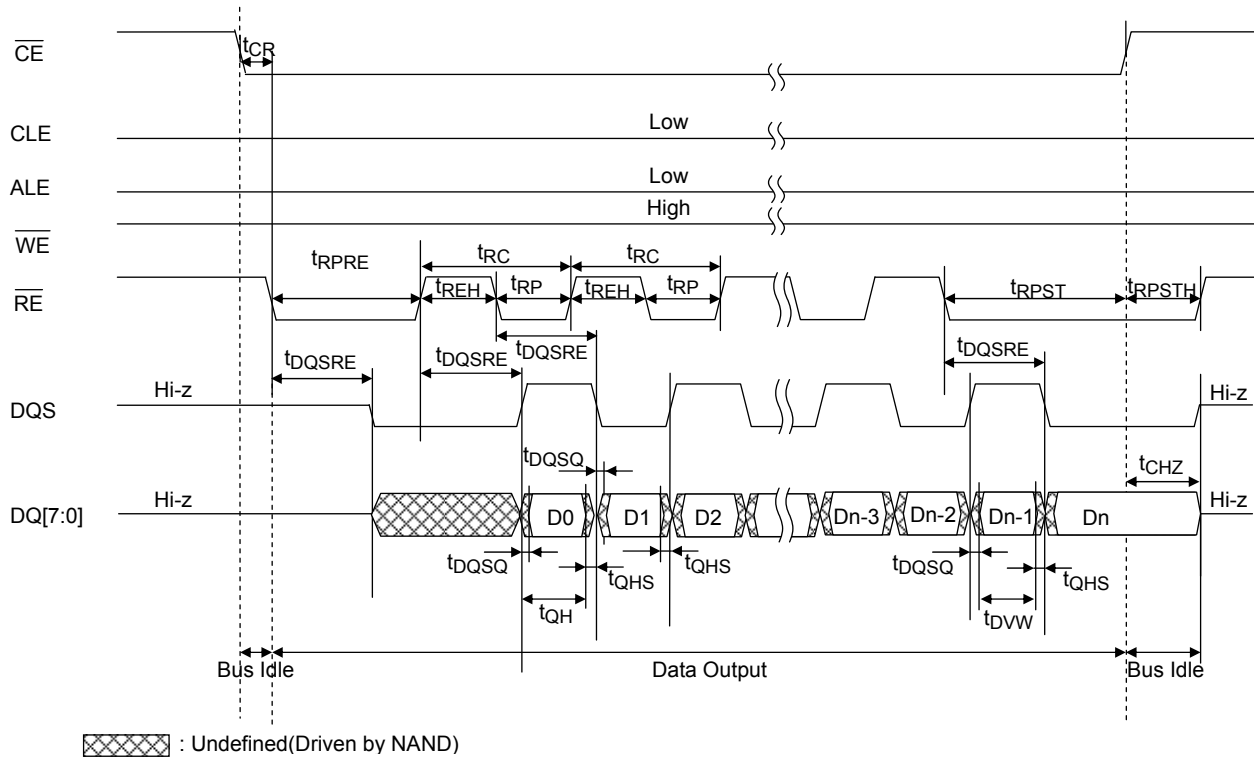 CE
tCR
CLE
Low
ALE
Low
High
WE
tRPRE
tRC
tRC
RE
tREH
tRP
tREH
tRP
tRPST
tRPSTH
tDQSRE
tDQSRE
tDQSRE
tDQSRE
DQS
Hi-z
Hi-z
tDQSQ
tCHZ
DQ[7:0]
Hi-z
D0
D1
D2
Dn-3
Dn-2
Dn-1
Dn
Hi-z
tDQSQ
tQHS
tQHS
tDQSQ
tQHS
tQH
tDVW
Bus Idle
Data Output
Bus Idle
: Undefined(Driven by NAND)